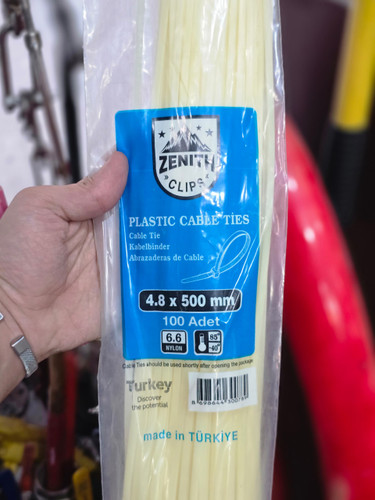 ZENITH
CLIPS
PLASTIC CABLE TİES
Cable Tie
Kabelbinder
Abrazaderas de Cable
4.8 x 500 mm
100 Adet
6.6
NYLON
85°
-40°
Cable Ties should be used shortly after opening the package
Turkey
Discover
the potential
made in TÜRKİYE